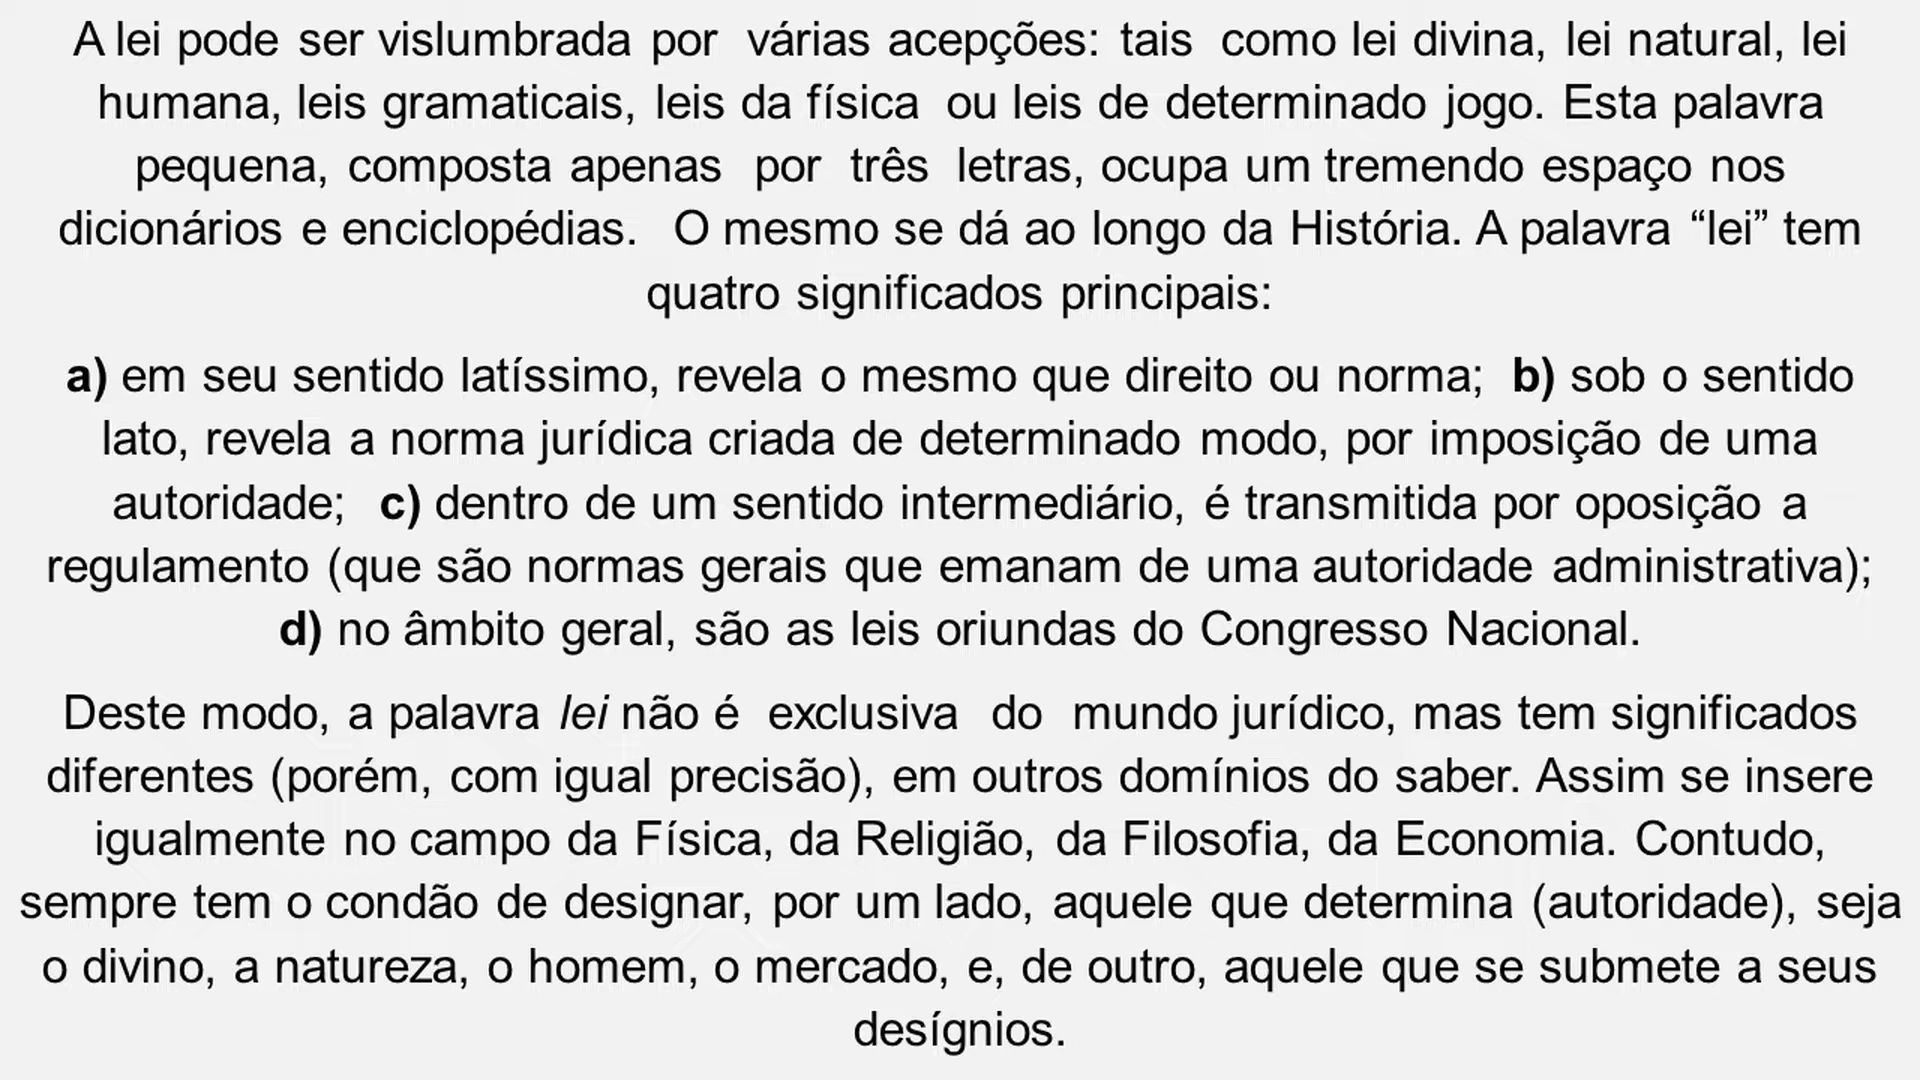 A lei pode ser vislumbrada por várias acepções: tais como lei divina, lei natural, lei
humana, leis gramaticais, leis da física ou leis de determinado jogo. Esta palavra
pequena, composta apenas por três letras, ocupa um tremendo espaço nos
dicionários e enciclopédias. O mesmo se dá ao longo da História. A palavra “lei” tem
quatro significados principais:
a) em seu sentido latíssimo, revela o mesmo que direito ou norma; b) sob o sentido
lato, revela a norma jurídica criada de determinado modo, por imposição de uma
autoridade; c) dentro de um sentido intermediário, é transmitida por oposição a
regulamento (que são normas gerais que emanam de uma autoridade administrativa);
d) no âmbito geral, são as leis oriundas do Congresso Nacional.
Deste modo, a palavra lei não é exclusiva do mundo jurídico, mas tem significados
diferentes (porém, com igual precisão), em outros domínios do saber. Assim se insere
igualmente no campo da Física, da Religião, da Filosofia, da Economia. Contudo,
sempre tem o condão de designar, por um lado, aquele que determina (autoridade), seja
o divino, a natureza, o homem, o mercado, e, de outro, aquele que se submete a seus
desígnios.